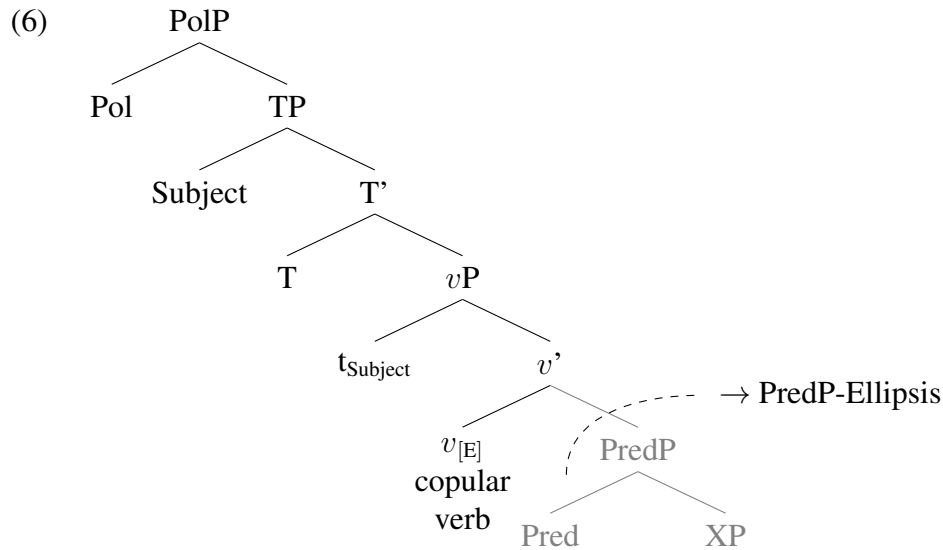 (6) PolP
Pol TP
Subject T’
T vP
tSubject v’
→ PredP-Ellipsis
v[E] PredP
copular
verb Pred XP